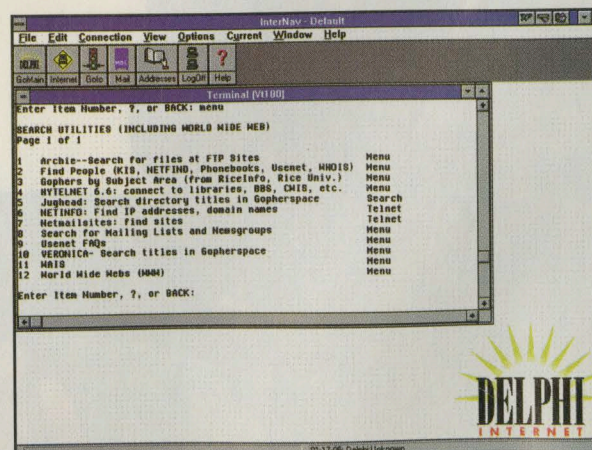 InterNav - Default
File Edit Connection View Options Current Window Help
GoMain Internet Goto Mail Addresses LogOff Help
Terminal [Vt100]
Enter Item Number, ?, or BACK: menu
SEARCH UTILITIES (INCLUDING WORLD WIDE WEB)
Page 1 of 1
1 Archie--Search for files at FTP Sites Menu
2 Find People (KIS, NETFIND, Phonebooks, Usenet, WHOIS) Menu
3 Gophers by Subject Area (from RiceInfo, Rice Univ.) Menu
4 HYTELNET 6.6: connect to libraries, BBS, CWIS, etc. Menu
5 Jughead: Search directory titles in Gopherspace Search
6 NETINFO: Find IP addresses, domain names Telnet
7 Netmailsites: Find sites Telnet
8 Search for Mailing Lists and Newsgroups Menu
9 Usenet FAQs Menu
10 VERONICA- Search titles in Gopherspace Menu
11 WAIS Menu
12 World Wide Webs (WWW) Menu
Enter Item Number, ?, or BACK:
DELPHI
INTERNET